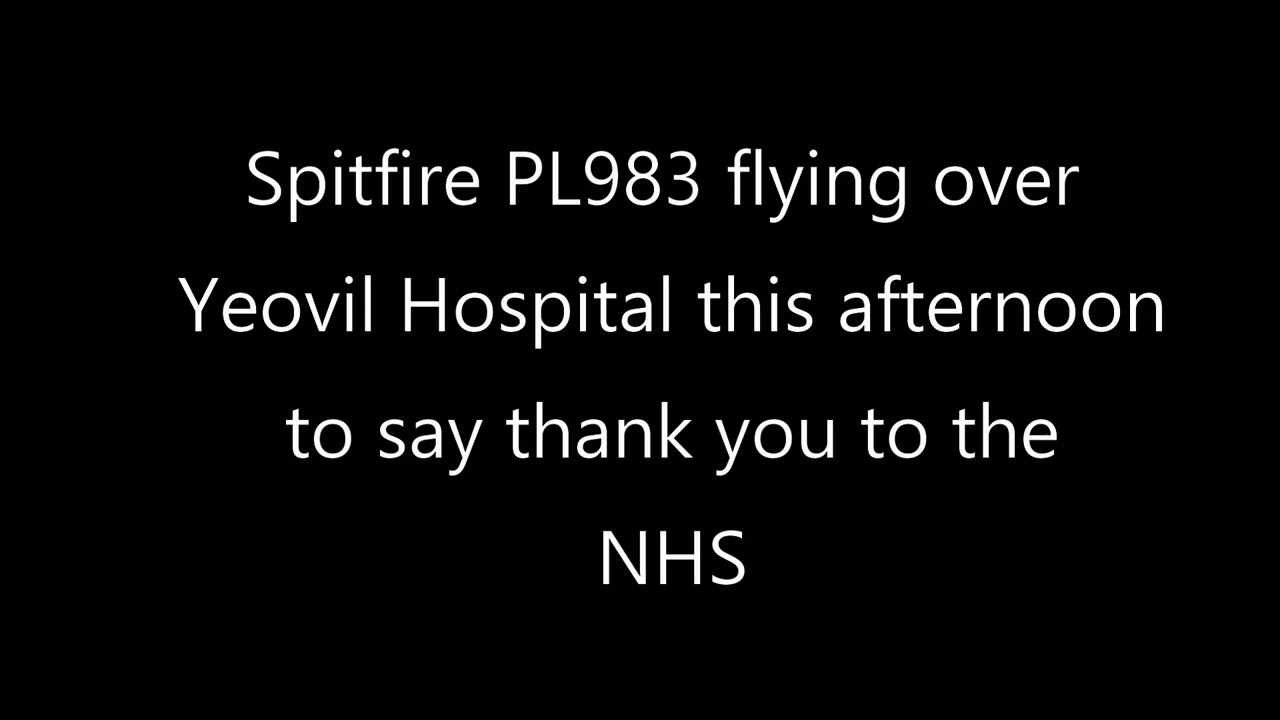 Spitfire PL983 flying over
Yeovil Hospital this afternoon
to say thank you to the
NHS